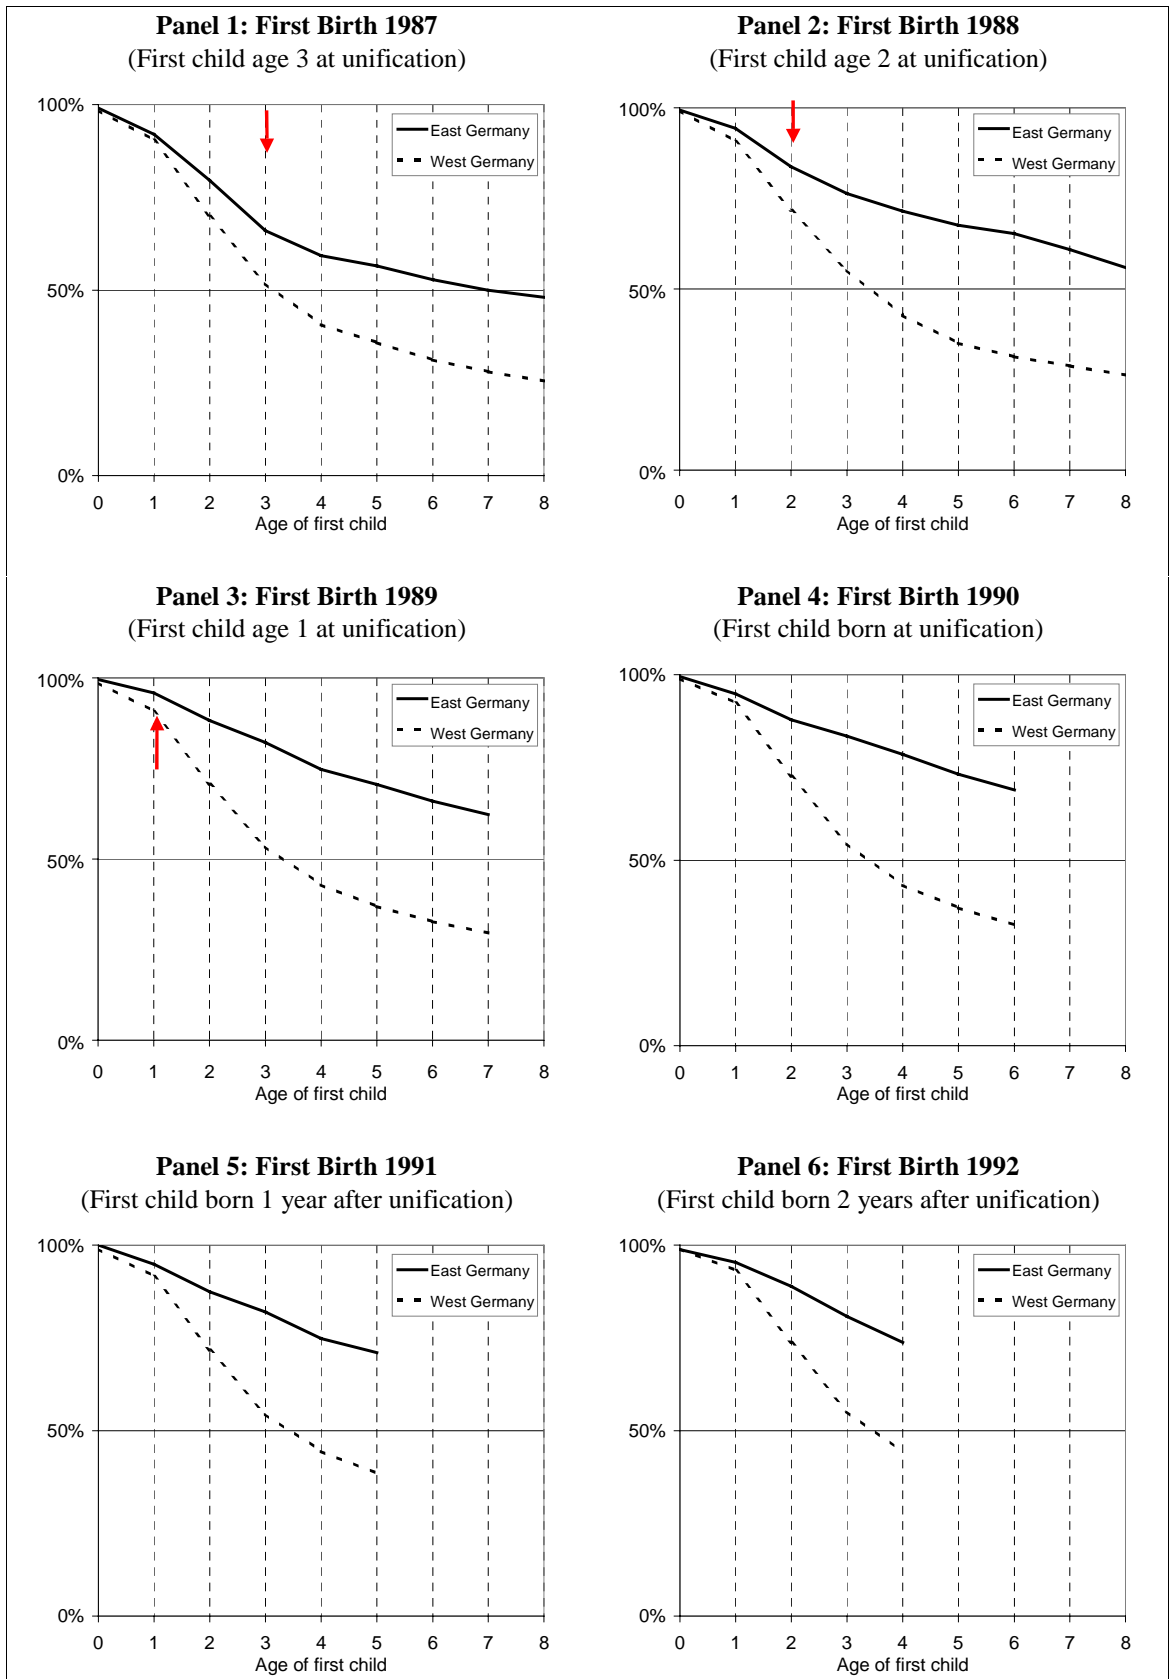 Panel 1: First Birth 1987
(First child age 3 at unification)
100%
50%
0%
East Germany
West Germany
0 1 2 3 4 5 6 7 8
Age of first child
Panel 2: First Birth 1988
(First child age 2 at unification)
100%
50%
0%
East Germany
West Germany
0 1 2 3 4 5 6 7 8
Age of first child
Panel 3: First Birth 1989
(First child age 1 at unification)
100%
50%
0%
East Germany
West Germany
0 1 2 3 4 5 6 7 8
Age of first child
Panel 4: First Birth 1990
(First child born at unification)
100%
50%
0%
East Germany
West Germany
0 1 2 3 4 5 6 7 8
Age of first child
Panel 5: First Birth 1991
(First child born 1 year after unification)
100%
50%
0%
East Germany
West Germany
0 1 2 3 4 5 6 7 8
Age of first child
Panel 6: First Birth 1992
(First child born 2 years after unification)
100%
50%
0%
East Germany
West Germany
0 1 2 3 4 5 6 7 8
Age of first child